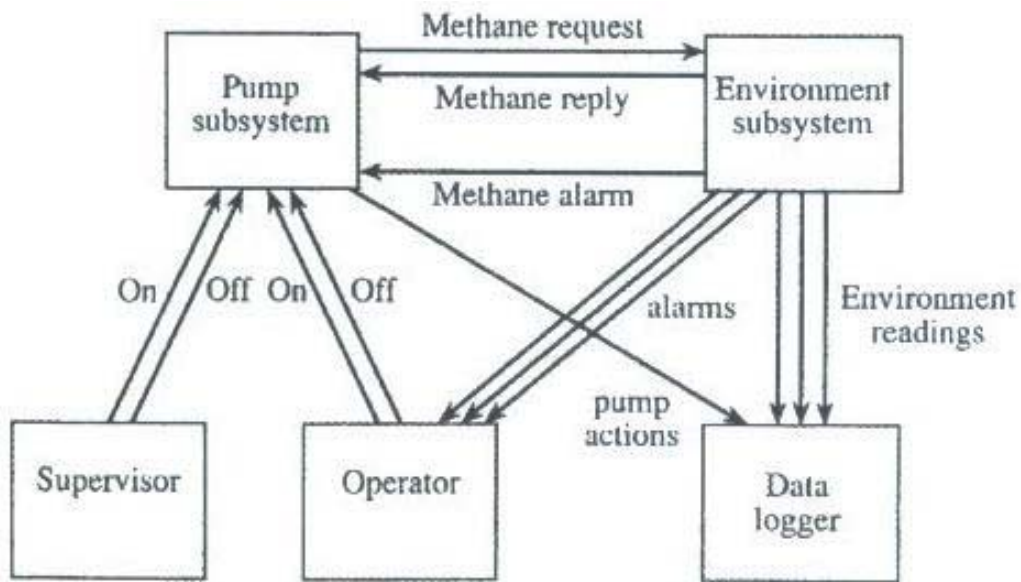 Methane request
Pump
subsystem
Environment
subsystem
Methane reply
Methane alarm
On
Off
On
Off
alarms
Environment
readings
pump
actions
Supervisor
Operator
Data
logger